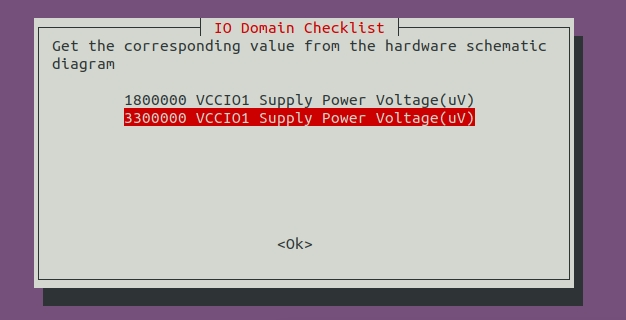 IO Domain Checklist
Get the corresponding value from the hardware schematic
diagram
1800000 VCCIO1 Supply Power Voltage(uV)
3300000 VCCIO1 Supply Power Voltage(uV)
<Ok>